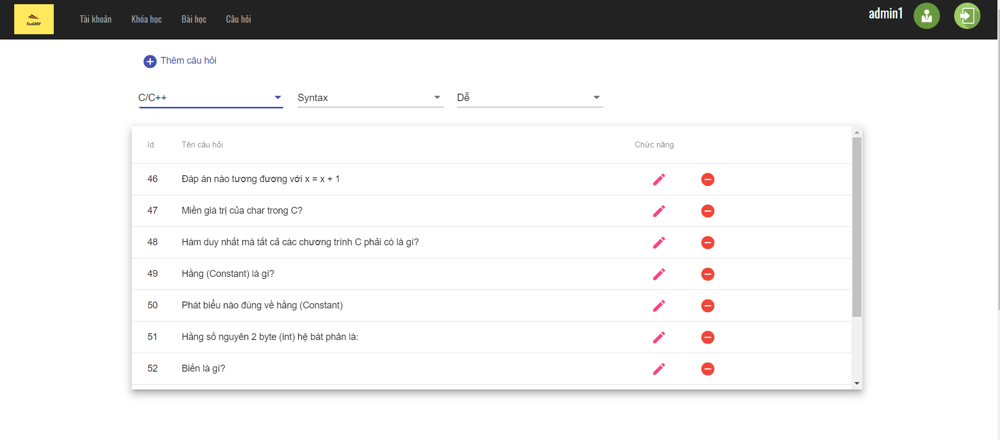 TechDEV
Tài khoản Khóa học Bài học Câu hỏi admin1
Thêm câu hỏi
C/C++ Syntax Dễ
Id. Tên câu hỏi Chức năng
46 Đáp án nào tương đương với x = x + 1
47 Miền giá trị của char trong C?
48 Hàm duy nhất mà tất cả các chương trình C phải có là gì?
49 Hằng (Constant) là gì?
50 Phát biểu nào đúng về hằng (Constant)
51 Hằng số nguyên 2 byte (int) hệ bát phân là:
52 Biến là gì?